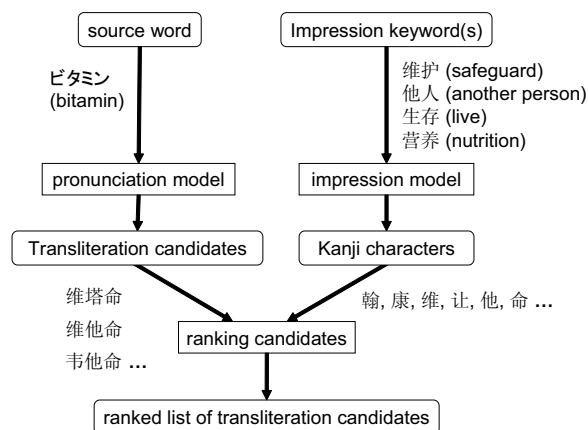 source word
Impression keyword(s)
ビタミン
(bitamin)
维护 (safeguard)
他人 (another person)
生存 (live)
营养 (nutrition)
pronunciation model
impression model
Transliteration candidates
Kanji characters
维塔命
维他命
韦他命 ...
翰, 康, 维, 让, 他, 命 ...
ranking candidates
ranked list of transliteration candidates